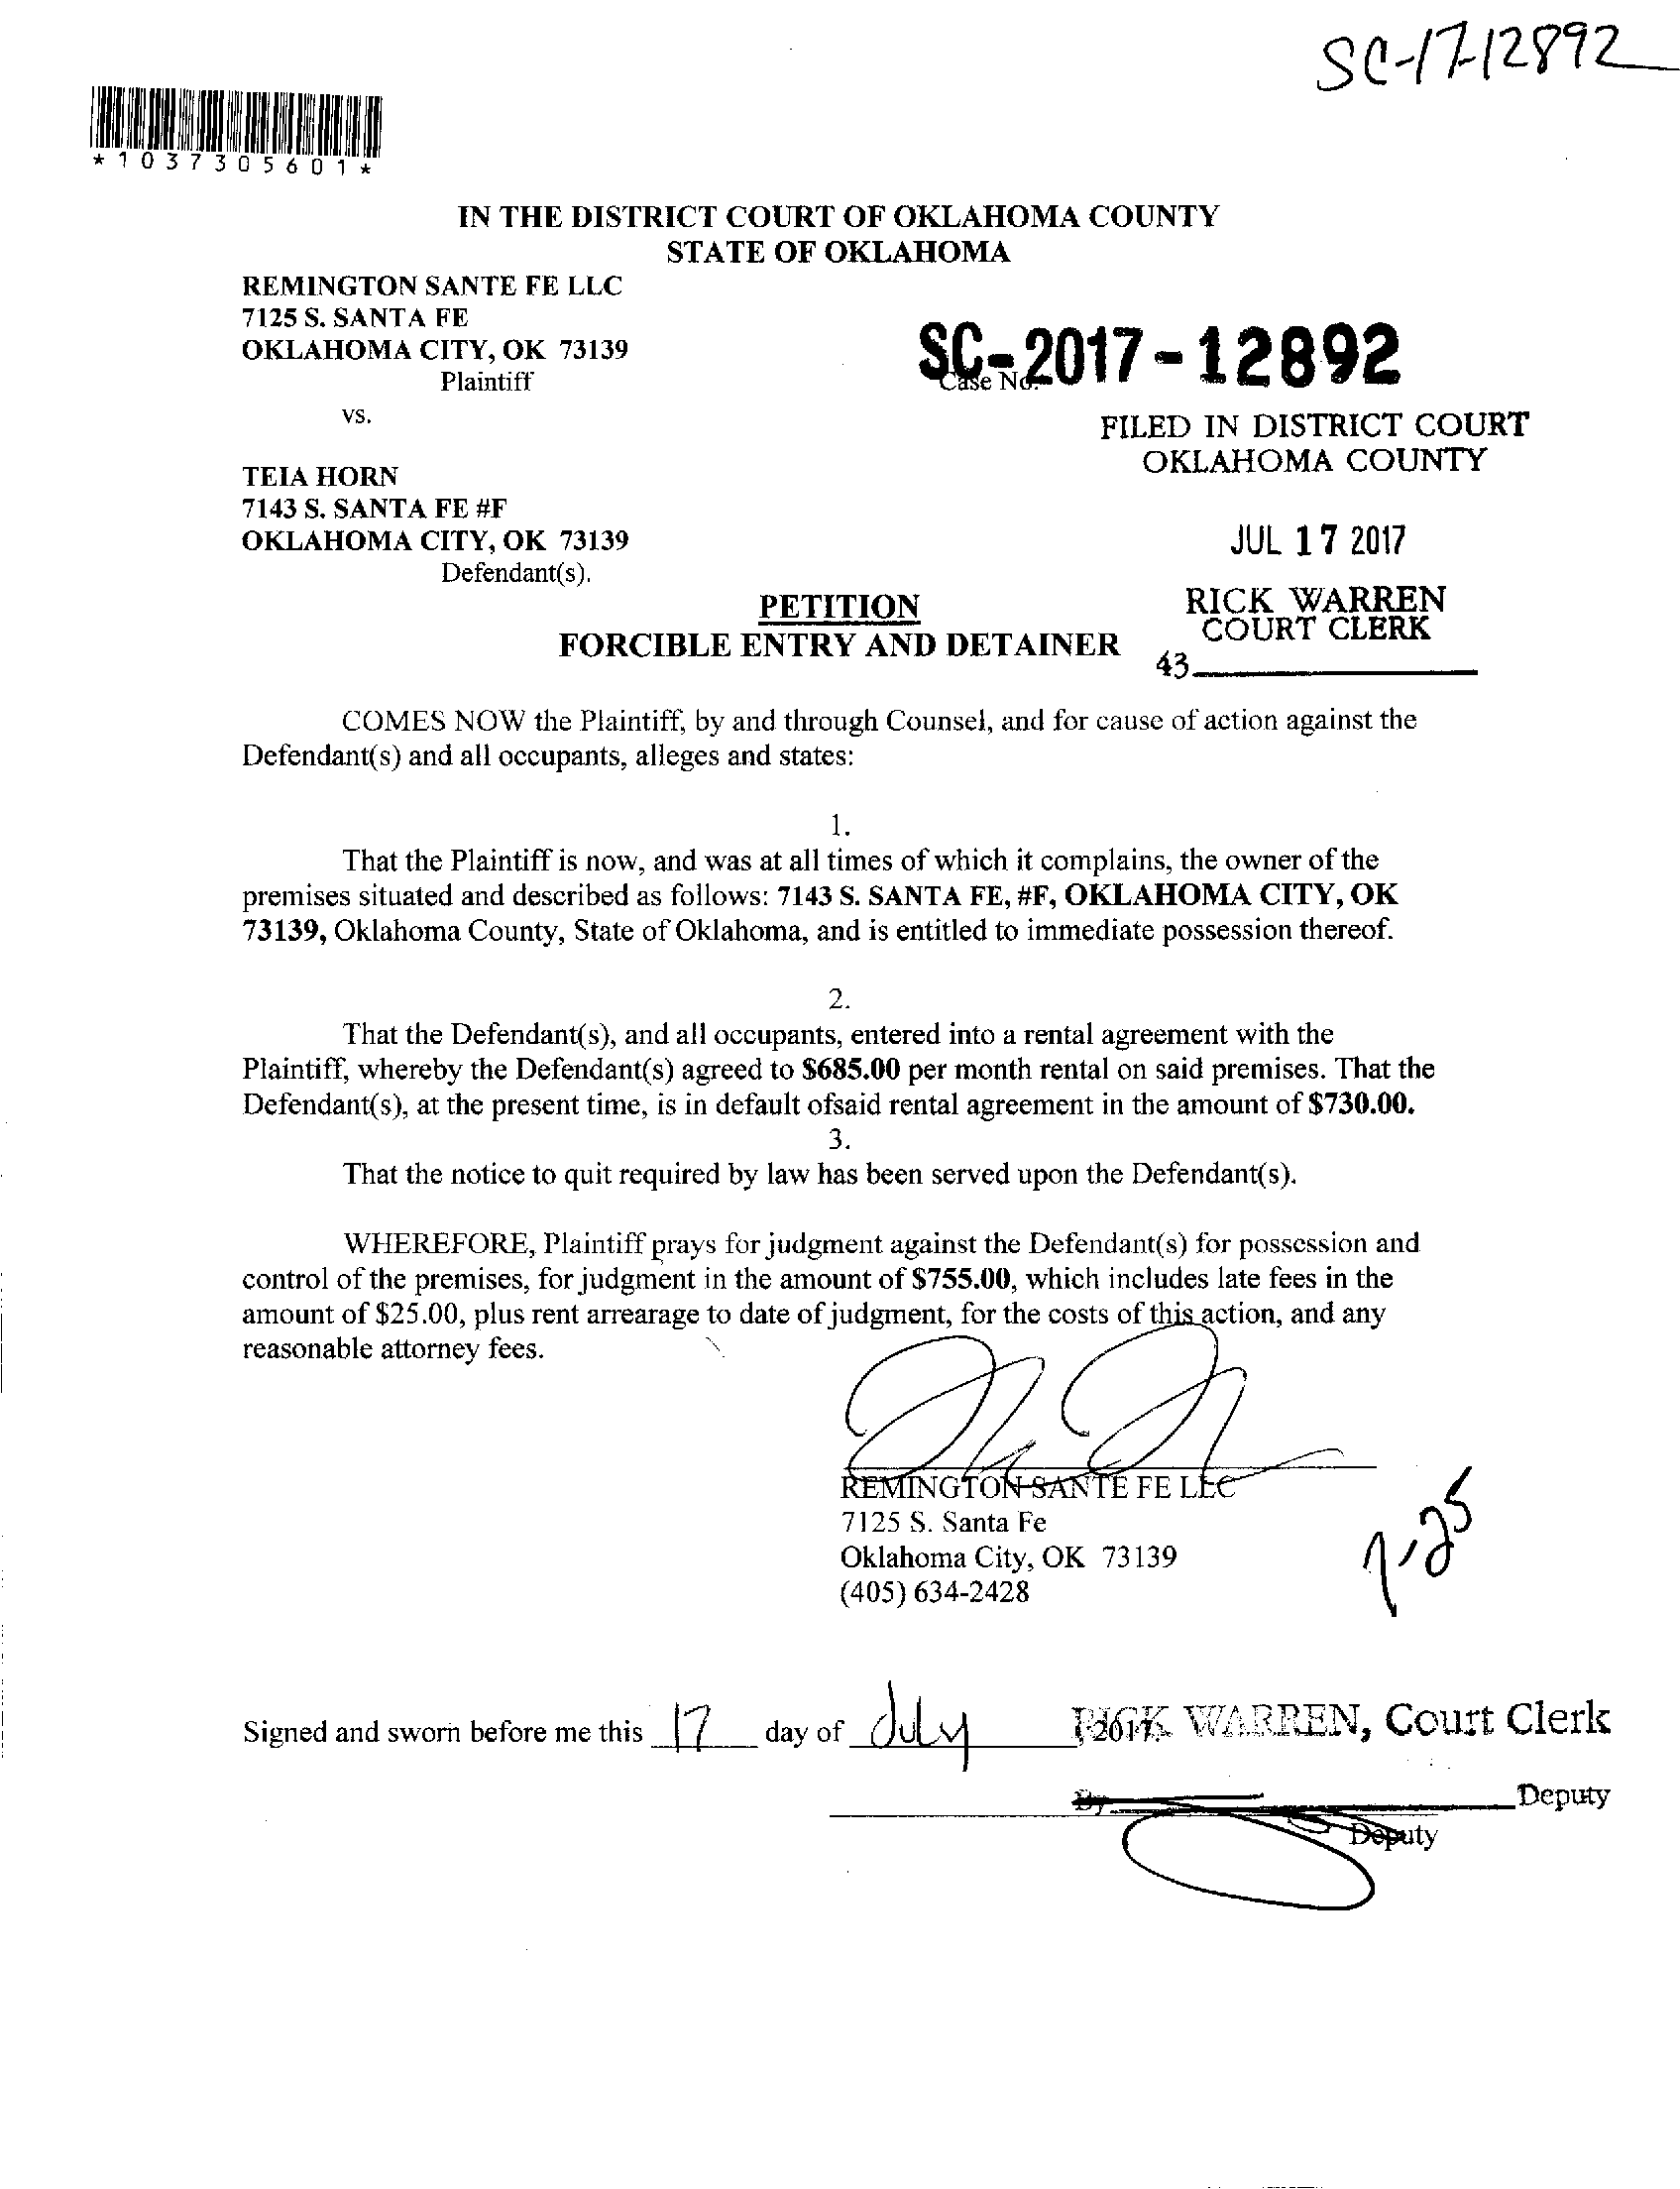 SC-17-12892
*1037305601*
IN THE DISTRICT COURT OF OKLAHOMA COUNTY
STATE OF OKLAHOMA
REMINGTON SANTE FE LLC
7125 S. SANTA FE
OKLAHOMA CITY, OK 73139
Plaintiff
SC-2017-12892
Case No.
vs.
FILED IN DISTRICT COURT
OKLAHOMA COUNTY
TEIA HORN
7143 S. SANTA FE #F
OKLAHOMA CITY, OK 73139
Defendant(s).
JUL 17 2017
PETITION
FORCIBLE ENTRY AND DETAINER
RICK WARREN
COURT CLERK
43
COMES NOW the Plaintiff, by and through Counsel, and for cause of action against the
Defendant(s) and all occupants, alleges and states:
1.
That the Plaintiff is now, and was at all times of which it complains, the owner of the
premises situated and described as follows: 7143 S. SANTA FE, #F, OKLAHOMA CITY, OK
73139, Oklahoma County, State of Oklahoma, and is entitled to immediate possession thereof.
2.
That the Defendant(s), and all occupants, entered into a rental agreement with the
Plaintiff, whereby the Defendant(s) agreed to $685.00 per month rental on said premises. That the
Defendant(s), at the present time, is in default ofsaid rental agreement in the amount of $730.00.
3.
That the notice to quit required by law has been served upon the Defendant(s).
WHEREFORE, Plaintiff prays for judgment against the Defendant(s) for possession and
control of the premises, for judgment in the amount of $755.00, which includes late fees in the
amount of $25.00, plus rent arrearage to date of judgment, for the costs of this action, and any
reasonable attorney fees.
REMINGTON SANTE FE LLC
7125 S. Santa Fe
Oklahoma City, OK 73139
(405) 634-2428
7-25
Signed and sworn before me this 17 day of July, 2017.
RICK WARREN, Court Clerk
By Deputy
Deputy